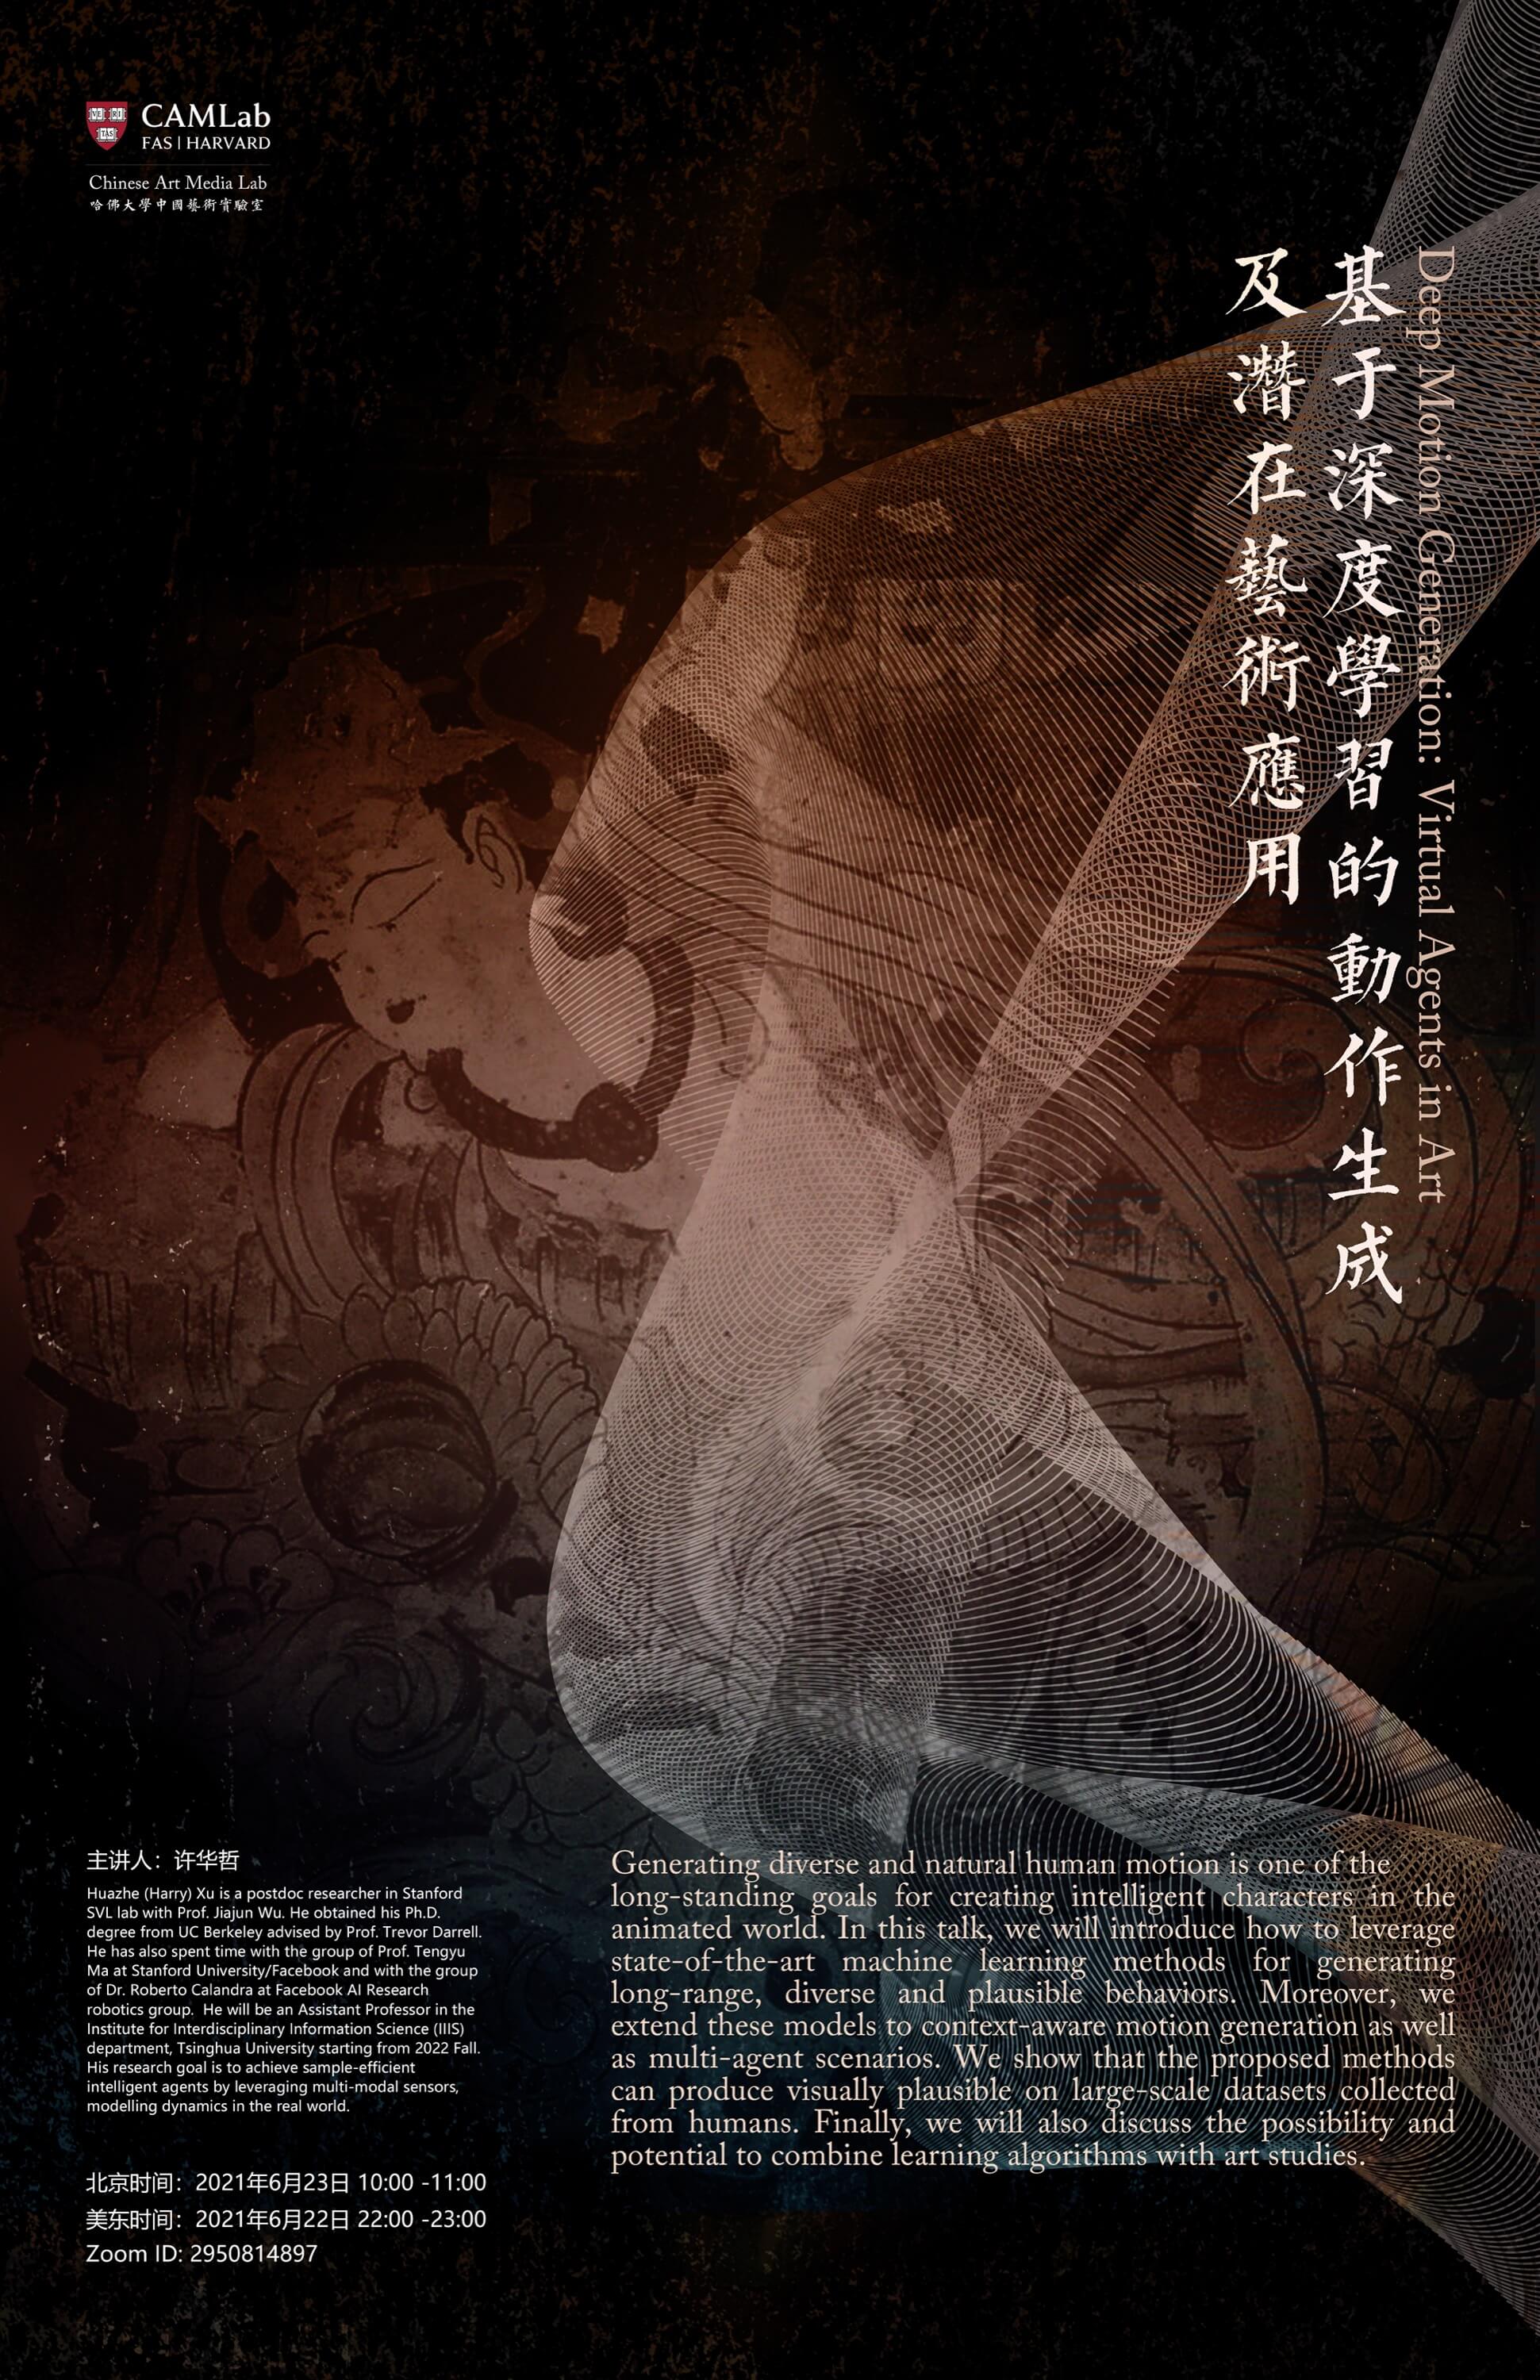 VE RI TAS
CAMLab
FAS | HARVARD
Chinese Art Media Lab
哈佛大學中國藝術實驗室
Deep Motion Generation: Virtual Agents in Art
基于深度學習的動作生成
及潛在藝術應用
主讲人：许华哲
Huazhe (Harry) Xu is a postdoc researcher in Stanford
SVL lab with Prof. Jiajun Wu. He obtained his Ph.D.
degree from UC Berkeley advised by Prof. Trevor Darrell.
He has also spent time with the group of Prof. Tengyu
Ma at Stanford University/Facebook and with the group
of Dr. Roberto Calandra at Facebook AI Research
robotics group.  He will be an Assistant Professor in the
Institute for Interdisciplinary Information Science (IIIS)
department, Tsinghua University starting from 2022 Fall.
His research goal is to achieve sample-efficient
intelligent agents by leveraging multi-modal sensors,
modelling dynamics in the real world.
北京时间：2021年6月23日 10:00 -11:00
美东时间：2021年6月22日 22:00 -23:00
Zoom ID: 2950814897
Generating diverse and natural human motion is one of the
long-standing goals for creating intelligent characters in the
animated world. In this talk, we will introduce how to leverage
state-of-the-art machine learning methods for generating
long-range, diverse and plausible behaviors. Moreover, we
extend these models to context-aware motion generation as well
as multi-agent scenarios. We show that the proposed methods
can produce visually plausible on large-scale datasets collected
from humans. Finally, we will also discuss the possibility and
potential to combine learning algorithms with art studies.